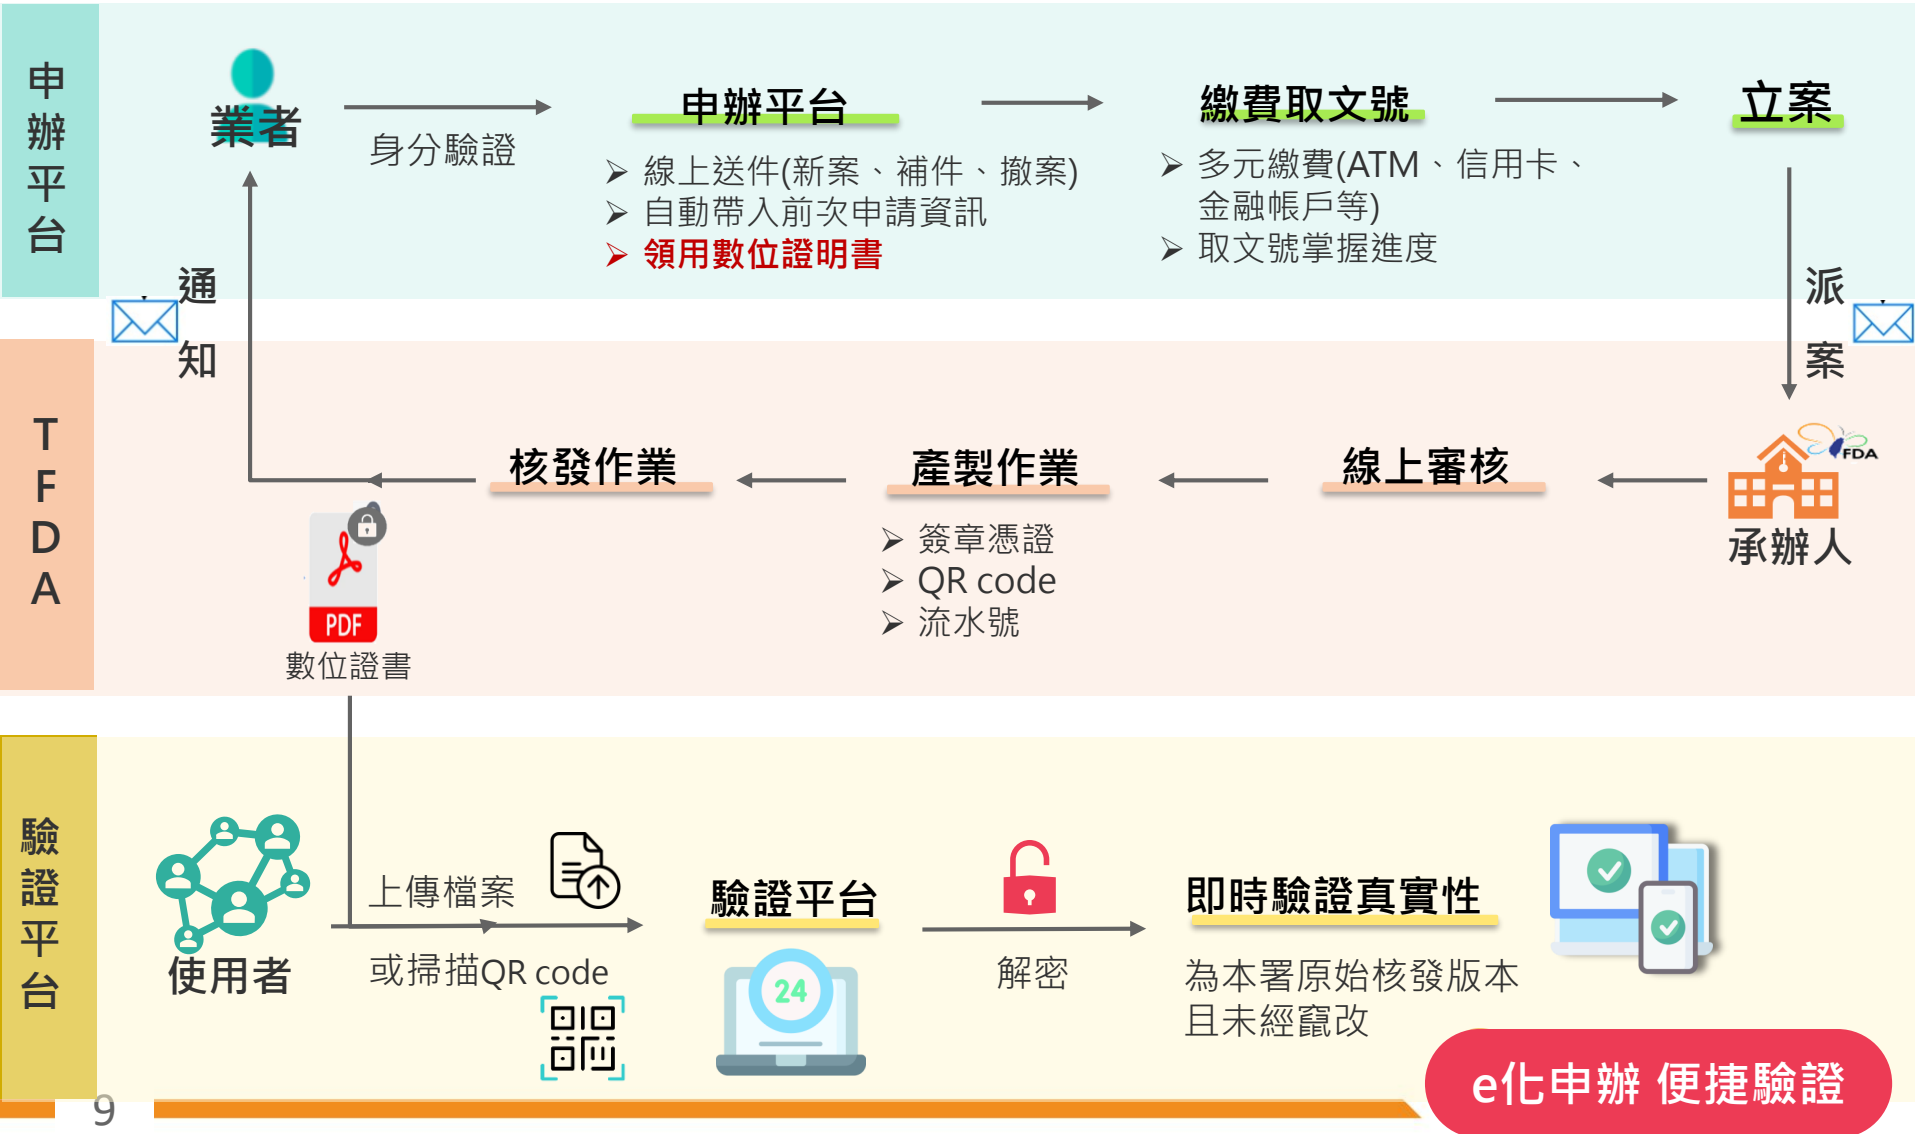 申辦平台
業者
身分驗證
申辦平台
線上送件(新案、補件、撤案)
自動帶入前次申請資訊
領用數位證明書
繳費取文號
多元繳費(ATM、信用卡、
金融帳戶等)
取文號掌握進度
立案
通知
派案
TFDA
核發作業
產製作業
簽章憑證
QR code
流水號
線上審核
FDA
承辦人
PDF
數位證書
驗證平台
使用者
上傳檔案
或掃描QR code
驗證平台
24
解密
即時驗證真實性
為本署原始核發版本
且未經竄改
e化申辦 便捷驗證
9